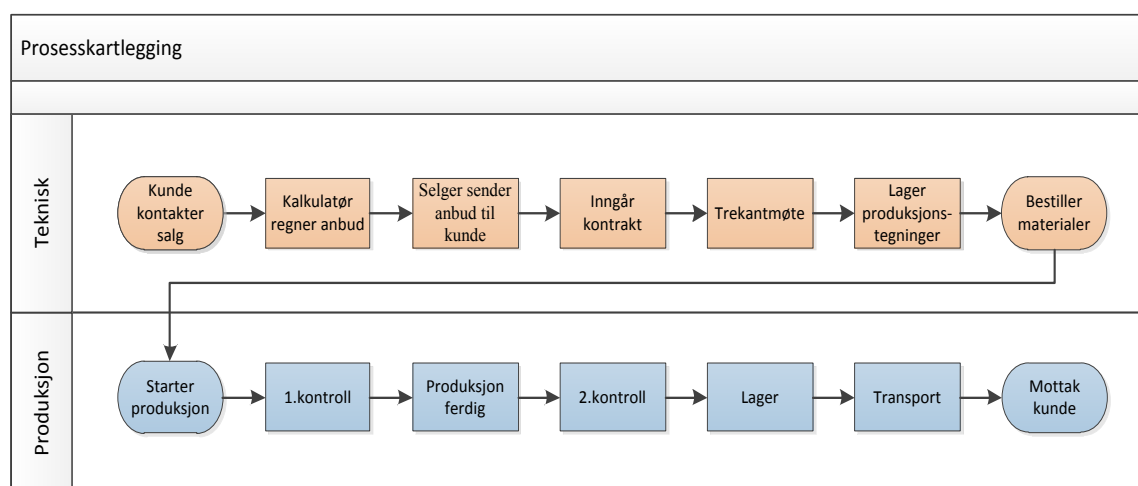 Prosesskartlegging
Teknisk
Kunde
kontakter
salg
Kalkulatør
regner anbud
Selger sender
anbud til
kunde
Inngår
kontrakt
Trekantmøte
Lager
produksjons-
tegninger
Bestiller
materialer
Produksjon
Starter
produksjon
1.kontroll
Produksjon
ferdig
2.kontroll
Lager
Transport
Mottak
kunde